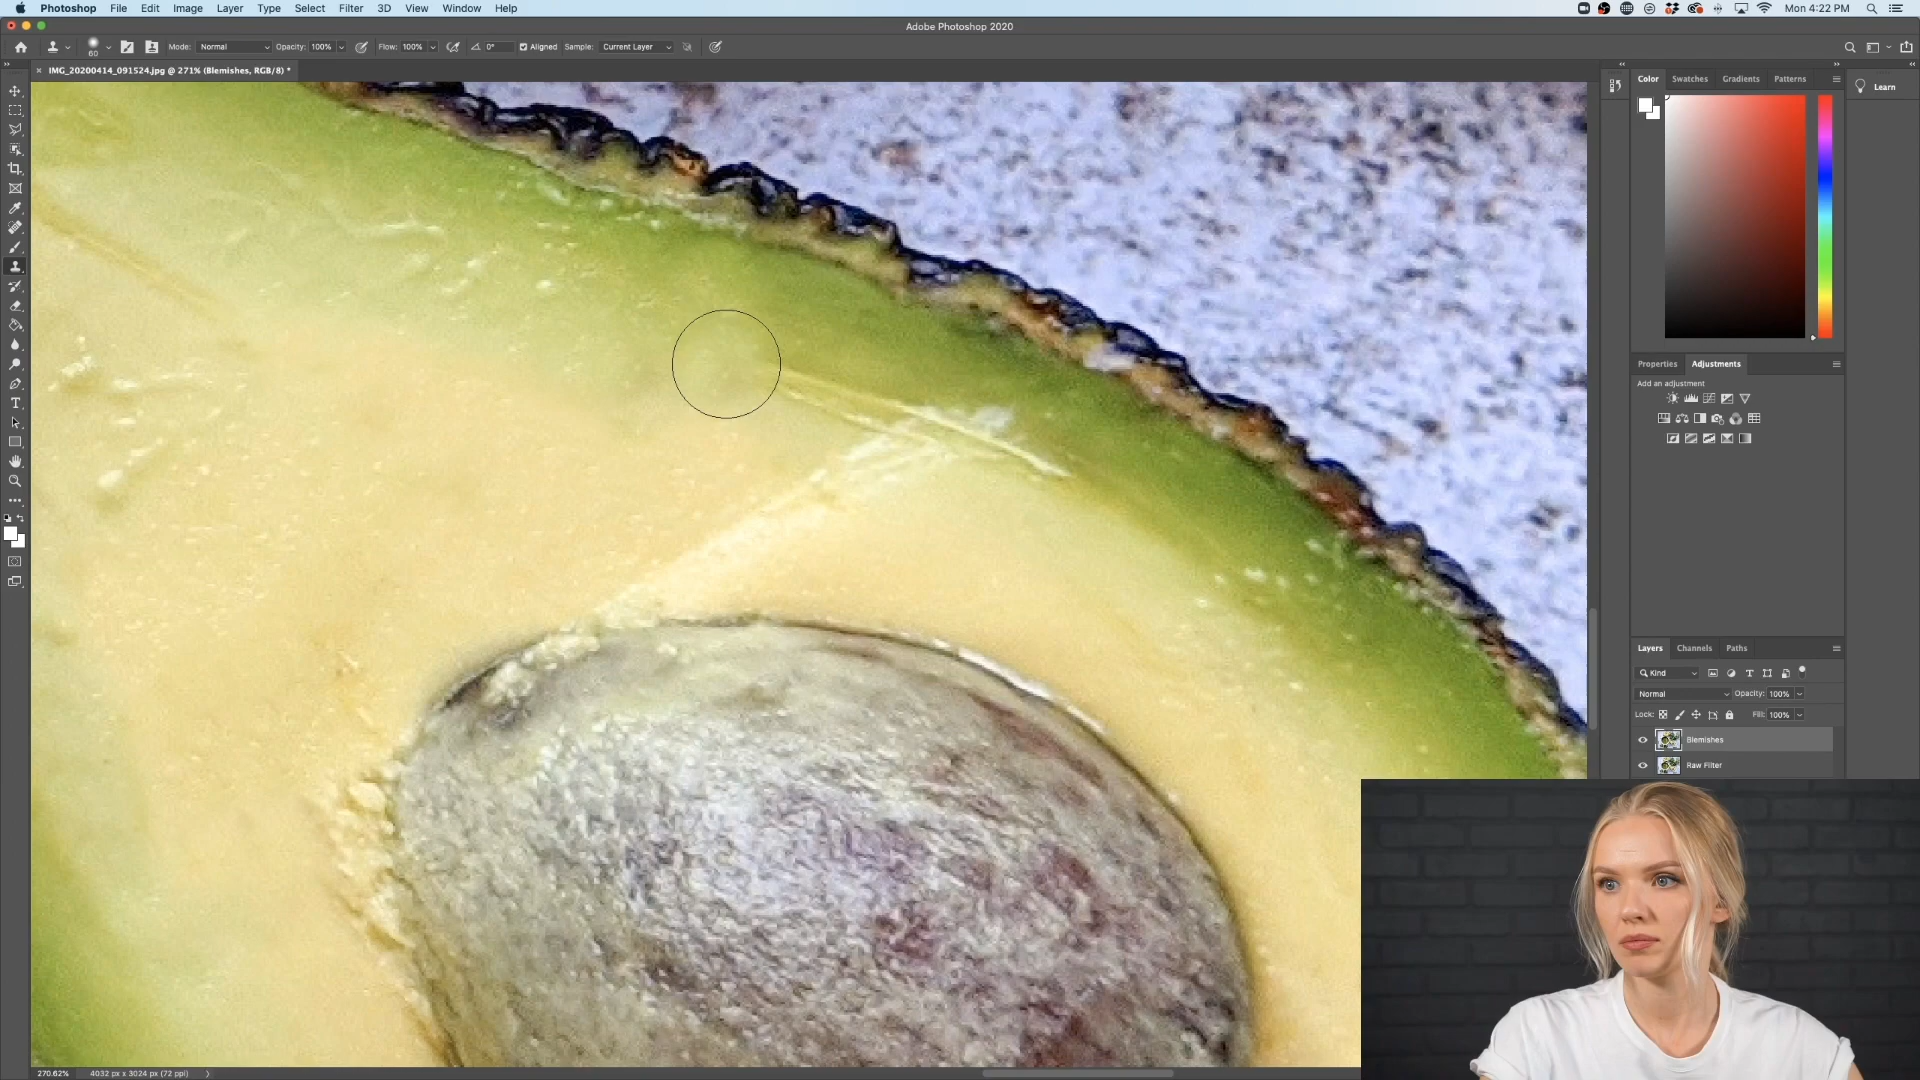 Photoshop File Edit Image Layer Type Select Filter 3D View Window Help Mon 4:22 PM
Adobe Photoshop 2020
60 Mode: Normal Opacity: 100% Flow: 100% 0° Aligned Sample: Current Layer
IMG_20200414_091524.jpg @ 271% (Blemishes, RGB/8) *
Color Swatches Gradients Patterns
Learn
Properties Adjustments
Add an adjustment
Layers Channels Paths
Kind
Normal Opacity: 100%
Lock: Fill: 100%
Blemishes
Raw Filter
270.62% 4032 px x 3024 px (72 ppi)